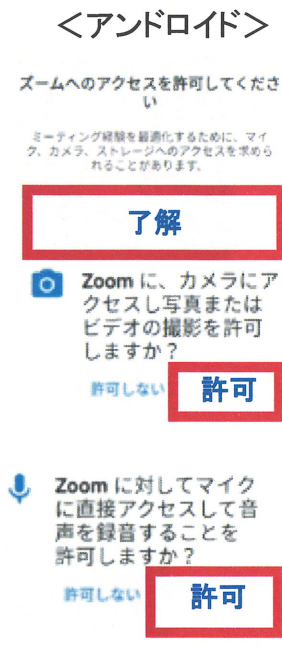 ＜アンドロイド＞
ズームへのアクセスを許可してくださ
い
ミーティング経験を最適化するために、マイ
ク、カメラ、ストレージへのアクセスを求めら
れることがあります。
了解
Zoom に、カメラにア
クセスし写真または
ビデオの撮影を許可
しますか？
許可しない 許可
Zoom に対してマイク
に直接アクセスして音
声を録音することを
許可しますか？
許可しない 許可